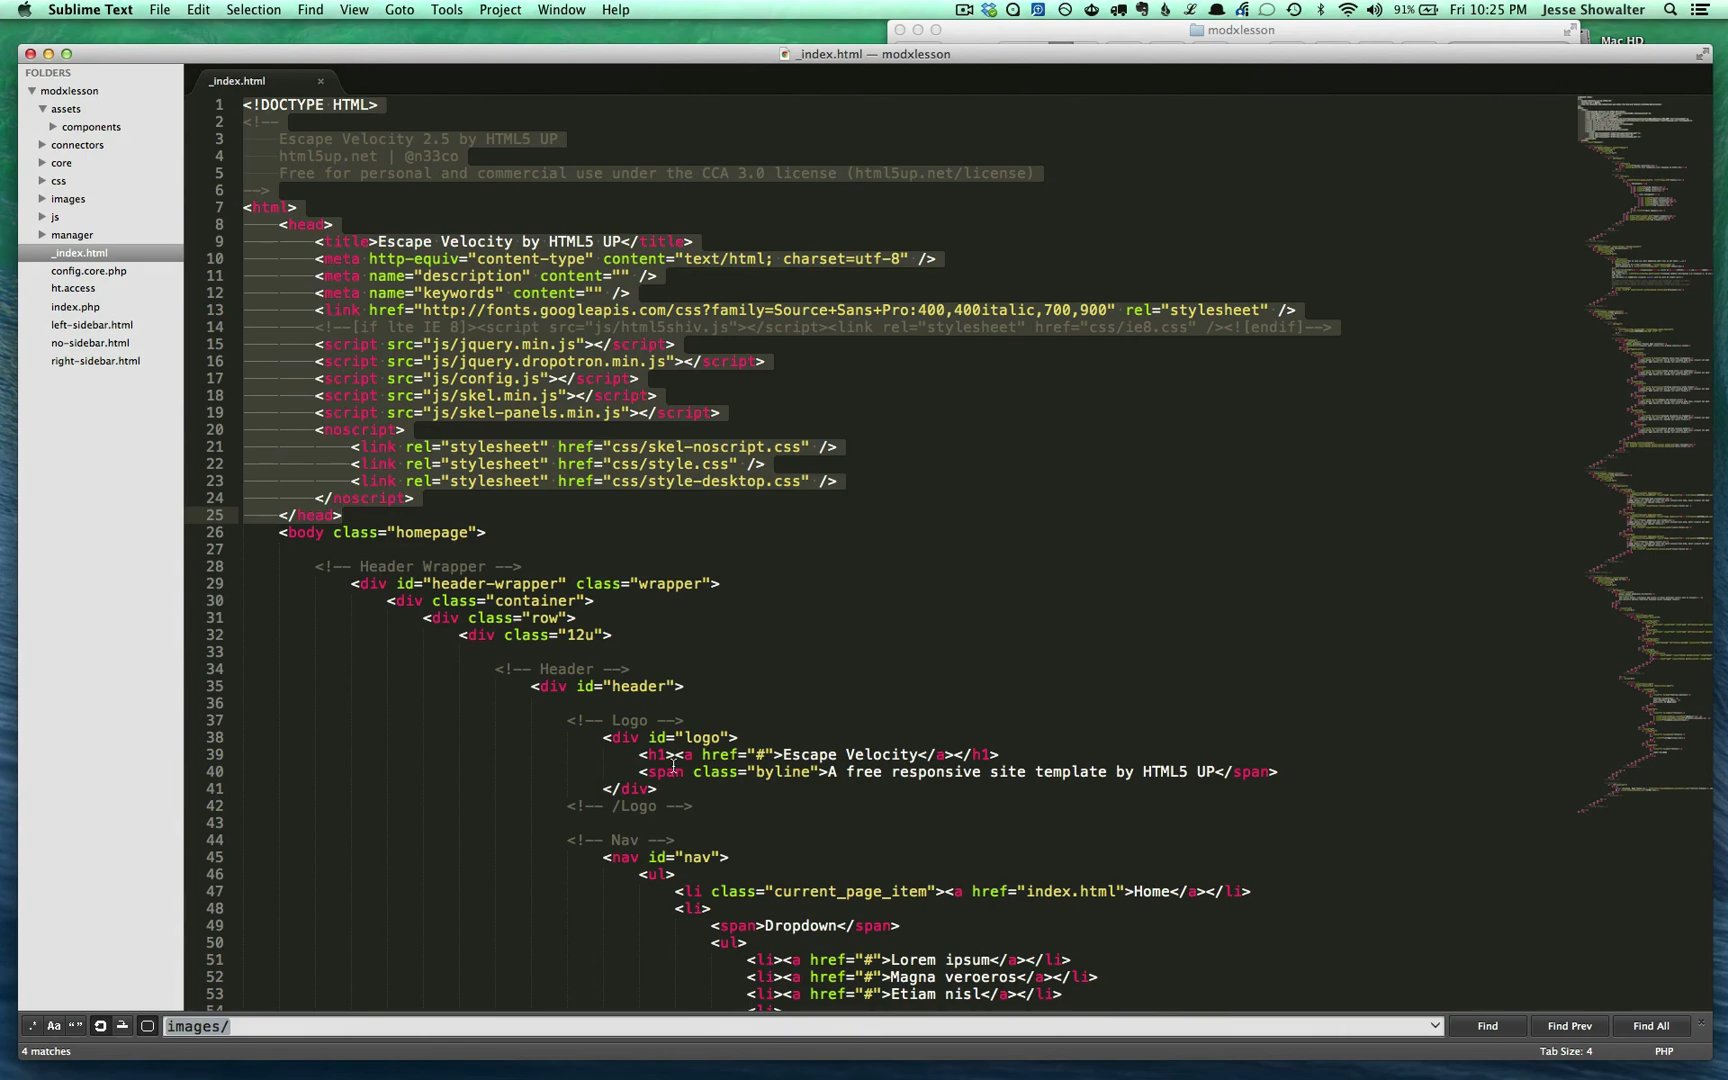 Sublime Text File Edit Selection Find View Goto Tools Project Window Help 91% Fri 10:25 PM Jesse Showalter
modxlesson
Mac HD
_index.html — modxlesson
FOLDERS
modxlesson
assets
components
connectors
core
css
images
js
manager
_index.html
config.core.php
ht.access
index.php
left-sidebar.html
no-sidebar.html
right-sidebar.html
_index.html ×
1 <!DOCTYPE HTML>
2 <!--
3 Escape Velocity 2.5 by HTML5 UP
4 html5up.net | @n33co
5 Free for personal and commercial use under the CCA 3.0 license (html5up.net/license)
6 -->
7 <html>
8 <head>
9 <title>Escape Velocity by HTML5 UP</title>
10 <meta http-equiv="content-type" content="text/html; charset=utf-8" />
11 <meta name="description" content="" />
12 <meta name="keywords" content="" />
13 <link href="http://fonts.googleapis.com/css?family=Source+Sans+Pro:400,400italic,700,900" rel="stylesheet" />
14 <!--[if lte IE 8]><script src="js/html5shiv.js"></script><link rel="stylesheet" href="css/ie8.css" /><![endif]-->
15 <script src="js/jquery.min.js"></script>
16 <script src="js/jquery.dropotron.min.js"></script>
17 <script src="js/config.js"></script>
18 <script src="js/skel.min.js"></script>
19 <script src="js/skel-panels.min.js"></script>
20 <noscript>
21 <link rel="stylesheet" href="css/skel-noscript.css" />
22 <link rel="stylesheet" href="css/style.css" />
23 <link rel="stylesheet" href="css/style-desktop.css" />
24 </noscript>
25 </head>
26 <body class="homepage">
27
28 <!-- Header Wrapper -->
29 <div id="header-wrapper" class="wrapper">
30 <div class="container">
31 <div class="row">
32 <div class="12u">
33
34 <!-- Header -->
35 <div id="header">
36
37 <!-- Logo -->
38 <div id="logo">
39 <h1><a href="#">Escape Velocity</a></h1>
40 <span class="byline">A free responsive site template by HTML5 UP</span>
41 </div>
42 <!-- /Logo -->
43
44 <!-- Nav -->
45 <nav id="nav">
46 <ul>
47 <li class="current_page_item"><a href="index.html">Home</a></li>
48 <li>
49 <span>Dropdown</span>
50 <ul>
51 <li><a href="#">Lorem ipsum</a></li>
52 <li><a href="#">Magna veroeros</a></li>
53 <li><a href="#">Etiam nisl</a></li>
.* Aa “” images/ Find Find Prev Find All
4 matches Tab Size: 4 PHP